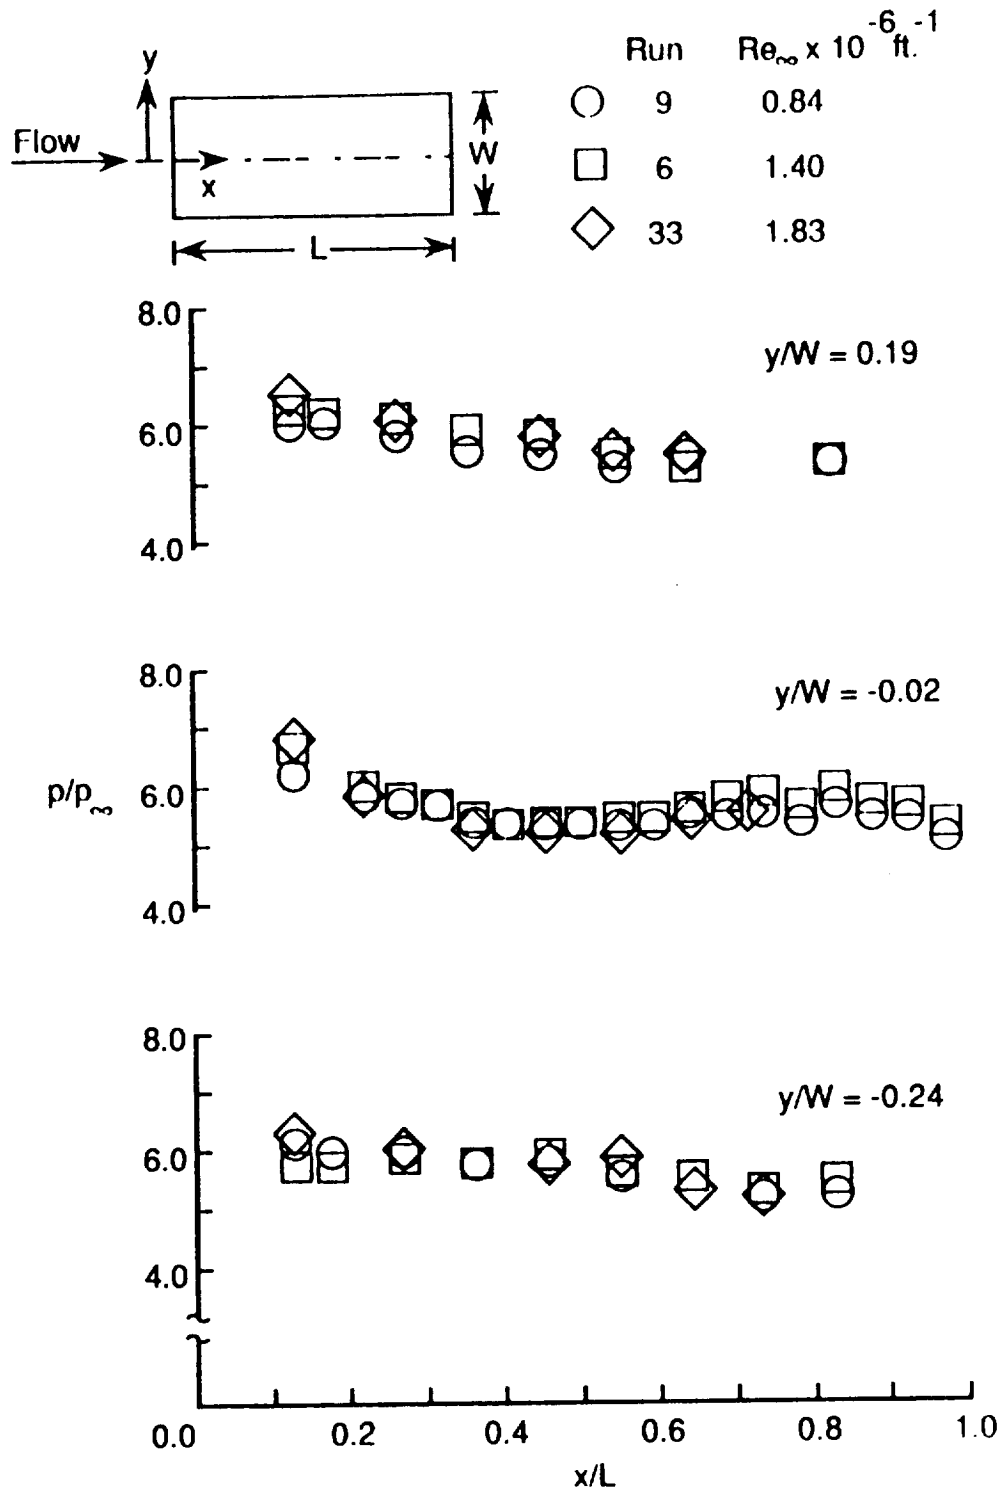 Run Re∞ x 10-6 ft.-1
y
9 0.84
Flow
W
6 1.40
x
33 1.83
L
8.0
y/W = 0.19
6.0
4.0
8.0
y/W = -0.02
p/p∞
6.0
4.0
8.0
y/W = -0.24
6.0
4.0
0.0 0.2 0.4 0.6 0.8 1.0
x/L